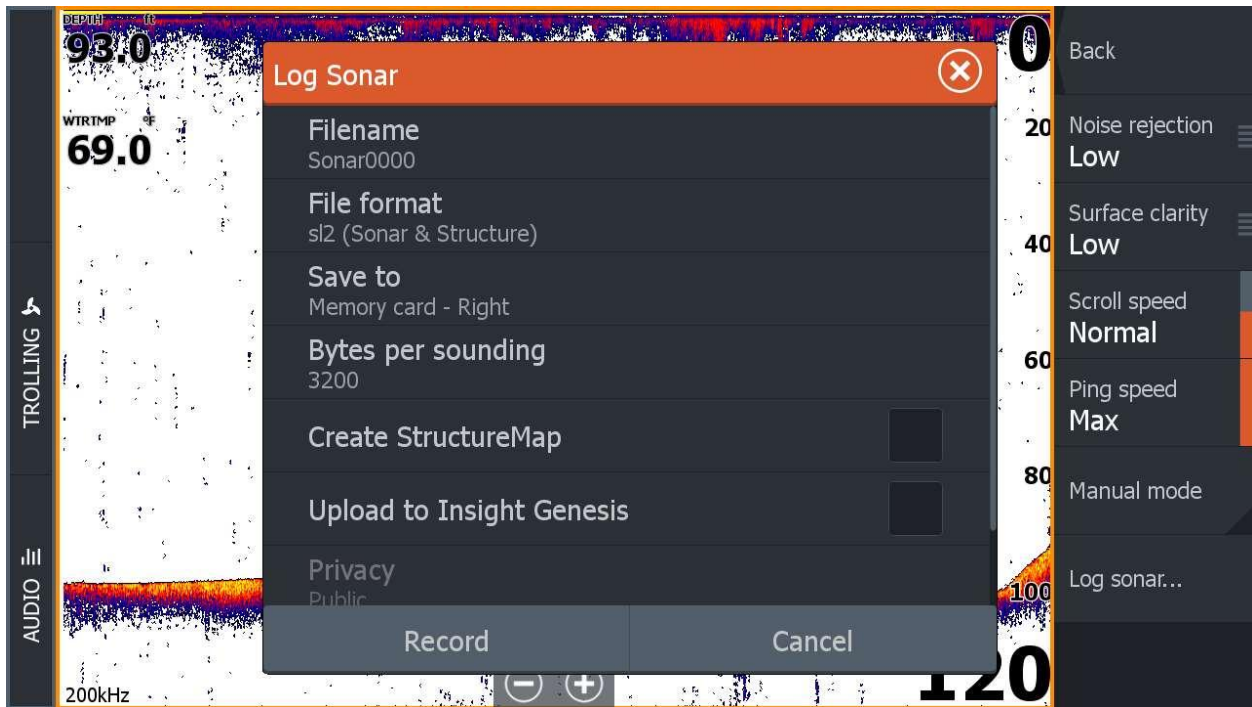 DEPTH ft
93.0
WTRTMP °F
69.0
TROLLING
AUDIO
200kHz
Log Sonar
Filename
Sonar0000
File format
sl2 (Sonar & Structure)
Save to
Memory card - Right
Bytes per sounding
3200
Create StructureMap
Upload to Insight Genesis
Privacy
Public
Record Cancel
0
20
40
60
80
100
120
Back
Noise rejection
Low
Surface clarity
Low
Scroll speed
Normal
Ping speed
Max
Manual mode
Log sonar...